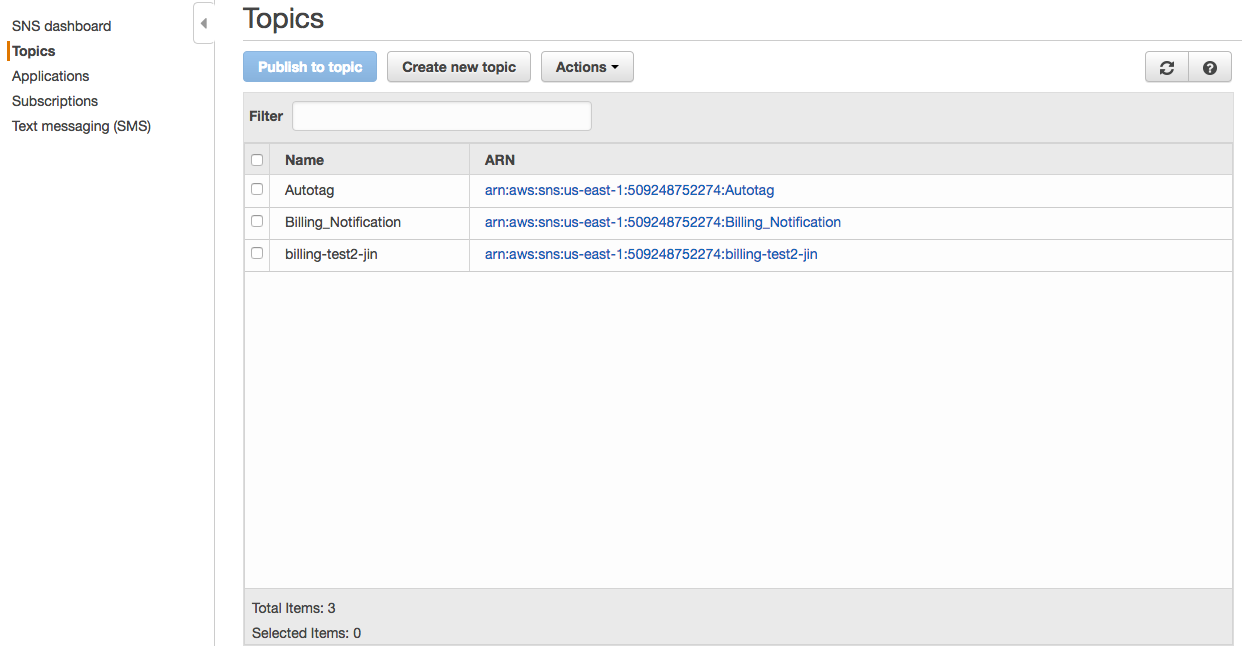 SNS dashboard
Topics
Applications
Subscriptions
Text messaging (SMS)
Topics
Publish to topic Create new topic Actions
Filter
Name ARN
Autotag arn:aws:sns:us-east-1:509248752274:Autotag
Billing_Notification arn:aws:sns:us-east-1:509248752274:Billing_Notification
billing-test2-jin arn:aws:sns:us-east-1:509248752274:billing-test2-jin
Total Items: 3
Selected Items: 0